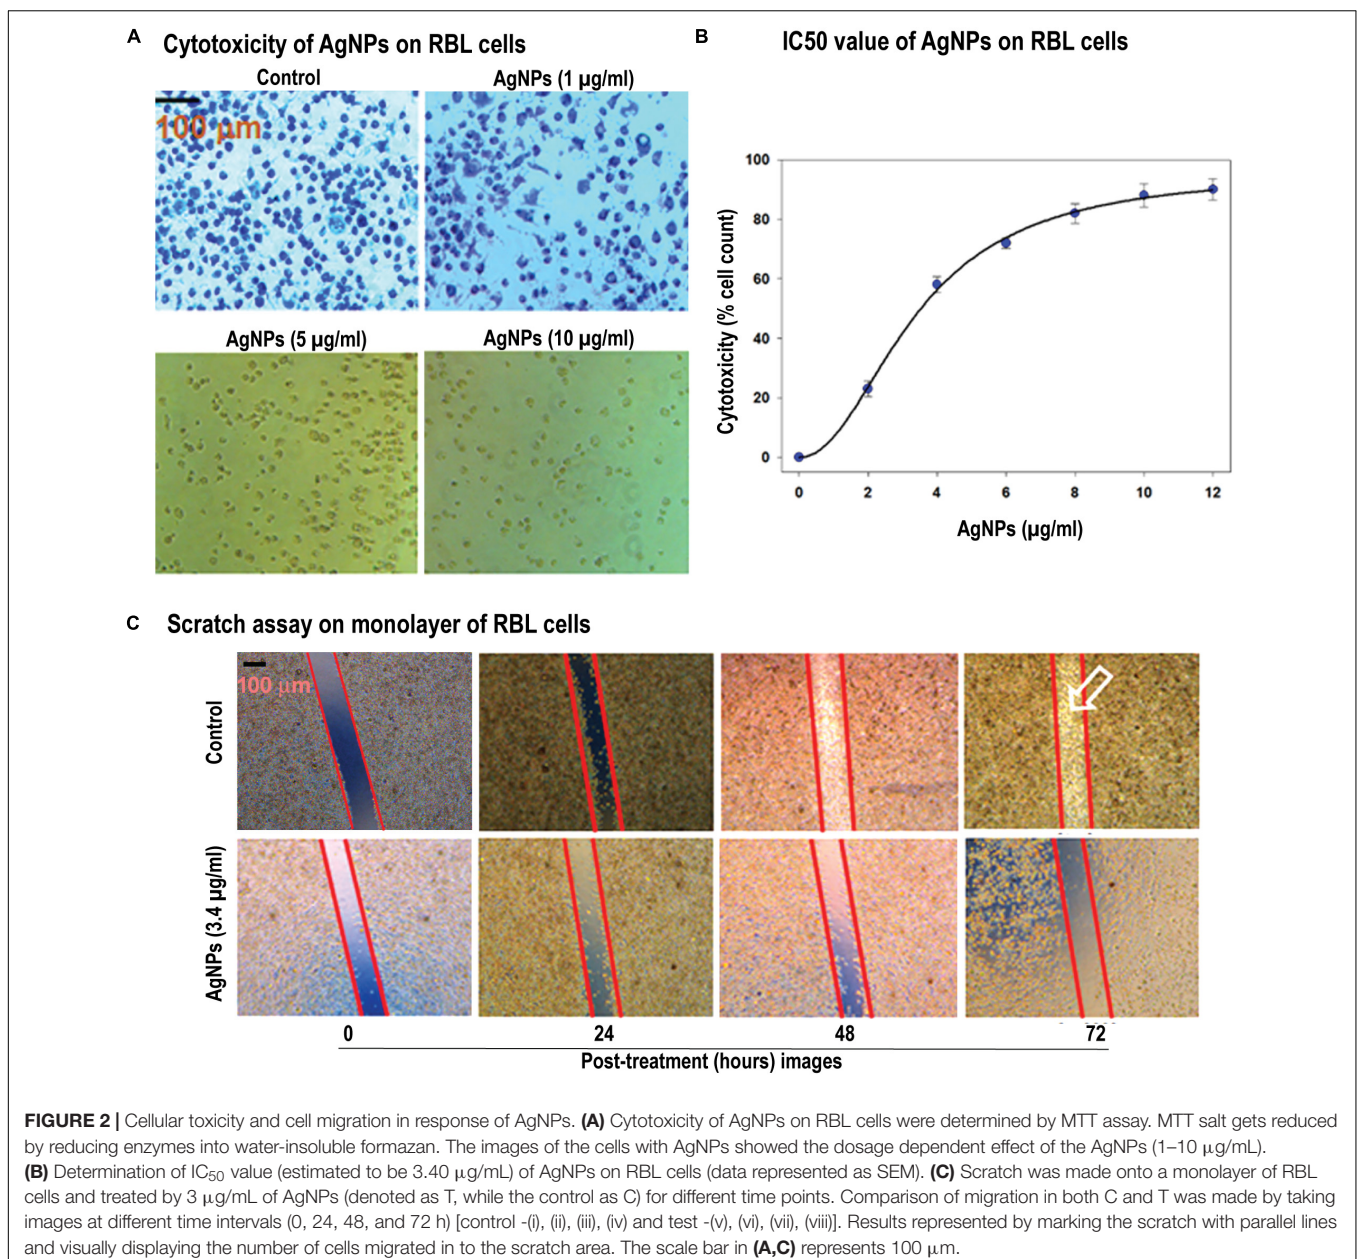 A Cytotoxicity of AgNPs on RBL cells
Control
AgNPs (1 µg/ml)
100 µm
AgNPs (5 µg/ml)
AgNPs (10 µg/ml)
B IC50 value of AgNPs on RBL cells
100
80
60
40
20
0
Cytotoxicity (% cell count)
0 2 4 6 8 10 12
AgNPs (µg/ml)
C Scratch assay on monolayer of RBL cells
Control
100 µm
AgNPs (3.4 µg/ml)
0 24 48 72
Post-treatment (hours) images
FIGURE 2 | Cellular toxicity and cell migration in response of AgNPs. (A) Cytotoxicity of AgNPs on RBL cells were determined by MTT assay. MTT salt gets reduced
by reducing enzymes into water-insoluble formazan. The images of the cells with AgNPs showed the dosage dependent effect of the AgNPs (1–10 µg/mL).
(B) Determination of IC50 value (estimated to be 3.40 µg/mL) of AgNPs on RBL cells (data represented as SEM). (C) Scratch was made onto a monolayer of RBL
cells and treated by 3 µg/mL of AgNPs (denoted as T, while the control as C) for different time points. Comparison of migration in both C and T was made by taking
images at different time intervals (0, 24, 48, and 72 h) [control -(i), (ii), (iii), (iv) and test -(v), (vi), (vii), (viii)]. Results represented by marking the scratch with parallel lines
and visually displaying the number of cells migrated in to the scratch area. The scale bar in (A,C) represents 100 µm.